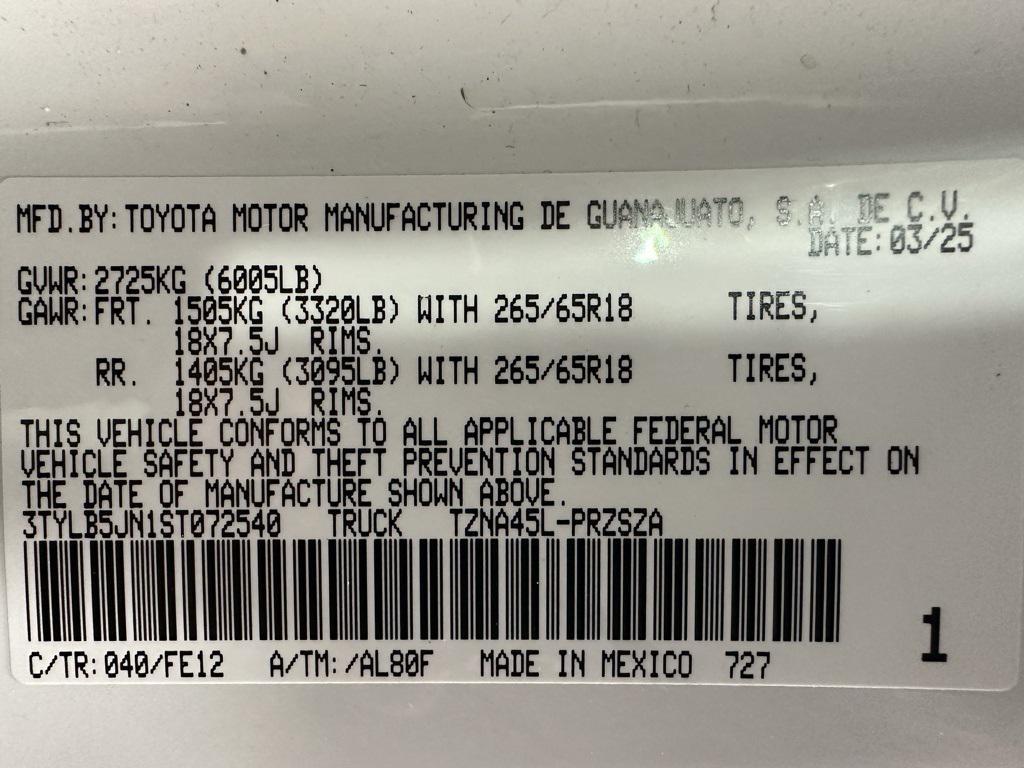 MFD.BY: TOYOTA MOTOR MANUFACTURING DE GUANAJUATO, S.A. DE C.V.
DATE: 03/25
GVWR: 2725KG (6005LB)
GAWR: FRT. 1505KG (3320LB) WITH 265/65R18 TIRES,
18X7.5J RIMS.
RR. 1405KG (3095LB) WITH 265/65R18 TIRES,
18X7.5J RIMS.
THIS VEHICLE CONFORMS TO ALL APPLICABLE FEDERAL MOTOR
VEHICLE SAFETY AND THEFT PREVENTION STANDARDS IN EFFECT ON
THE DATE OF MANUFACTURE SHOWN ABOVE.
3TYLB5JN1ST072540 TRUCK TZNA45L-PRZSZA
1
C/TR: 040/FE12 A/TM: /AL80F MADE IN MEXICO 727